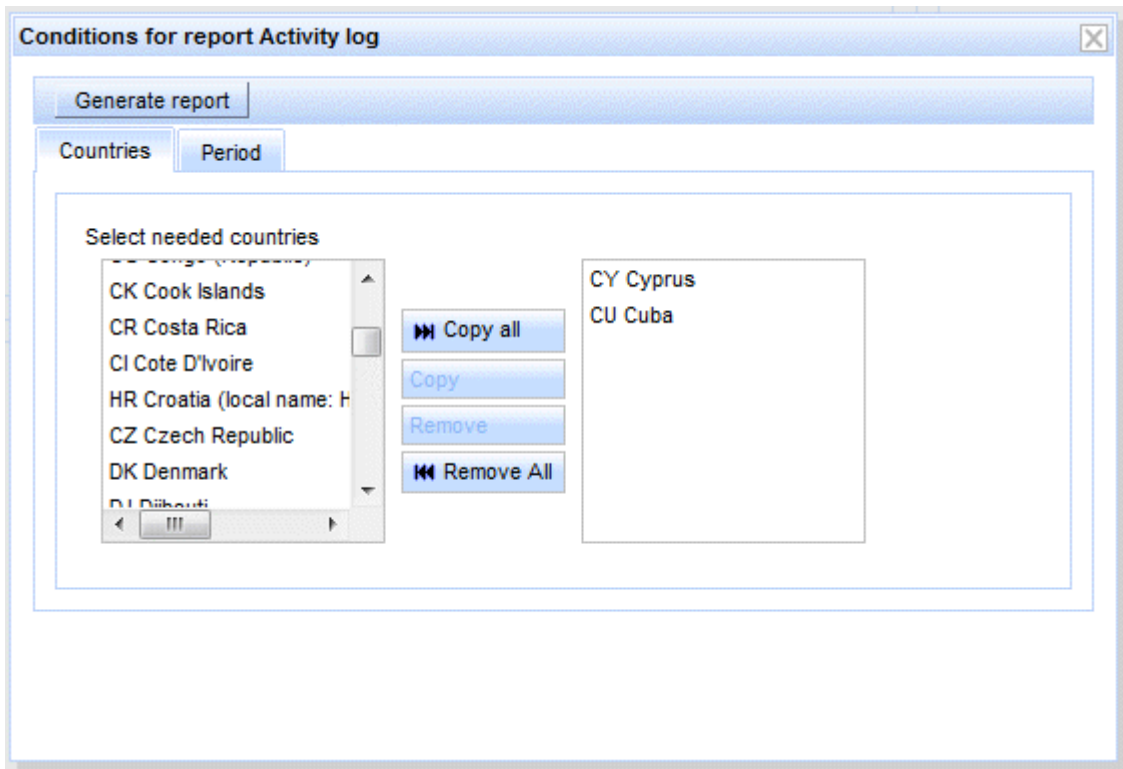 Conditions for report Activity log
Generate report
Countries
Period
Select needed countries
CK Cook Islands
CR Costa Rica
CI Cote D'Ivoire
HR Croatia (local name: H
CZ Czech Republic
DK Denmark
DJ Djibouti
Copy all
Copy
Remove
Remove All
CY Cyprus
CU Cuba